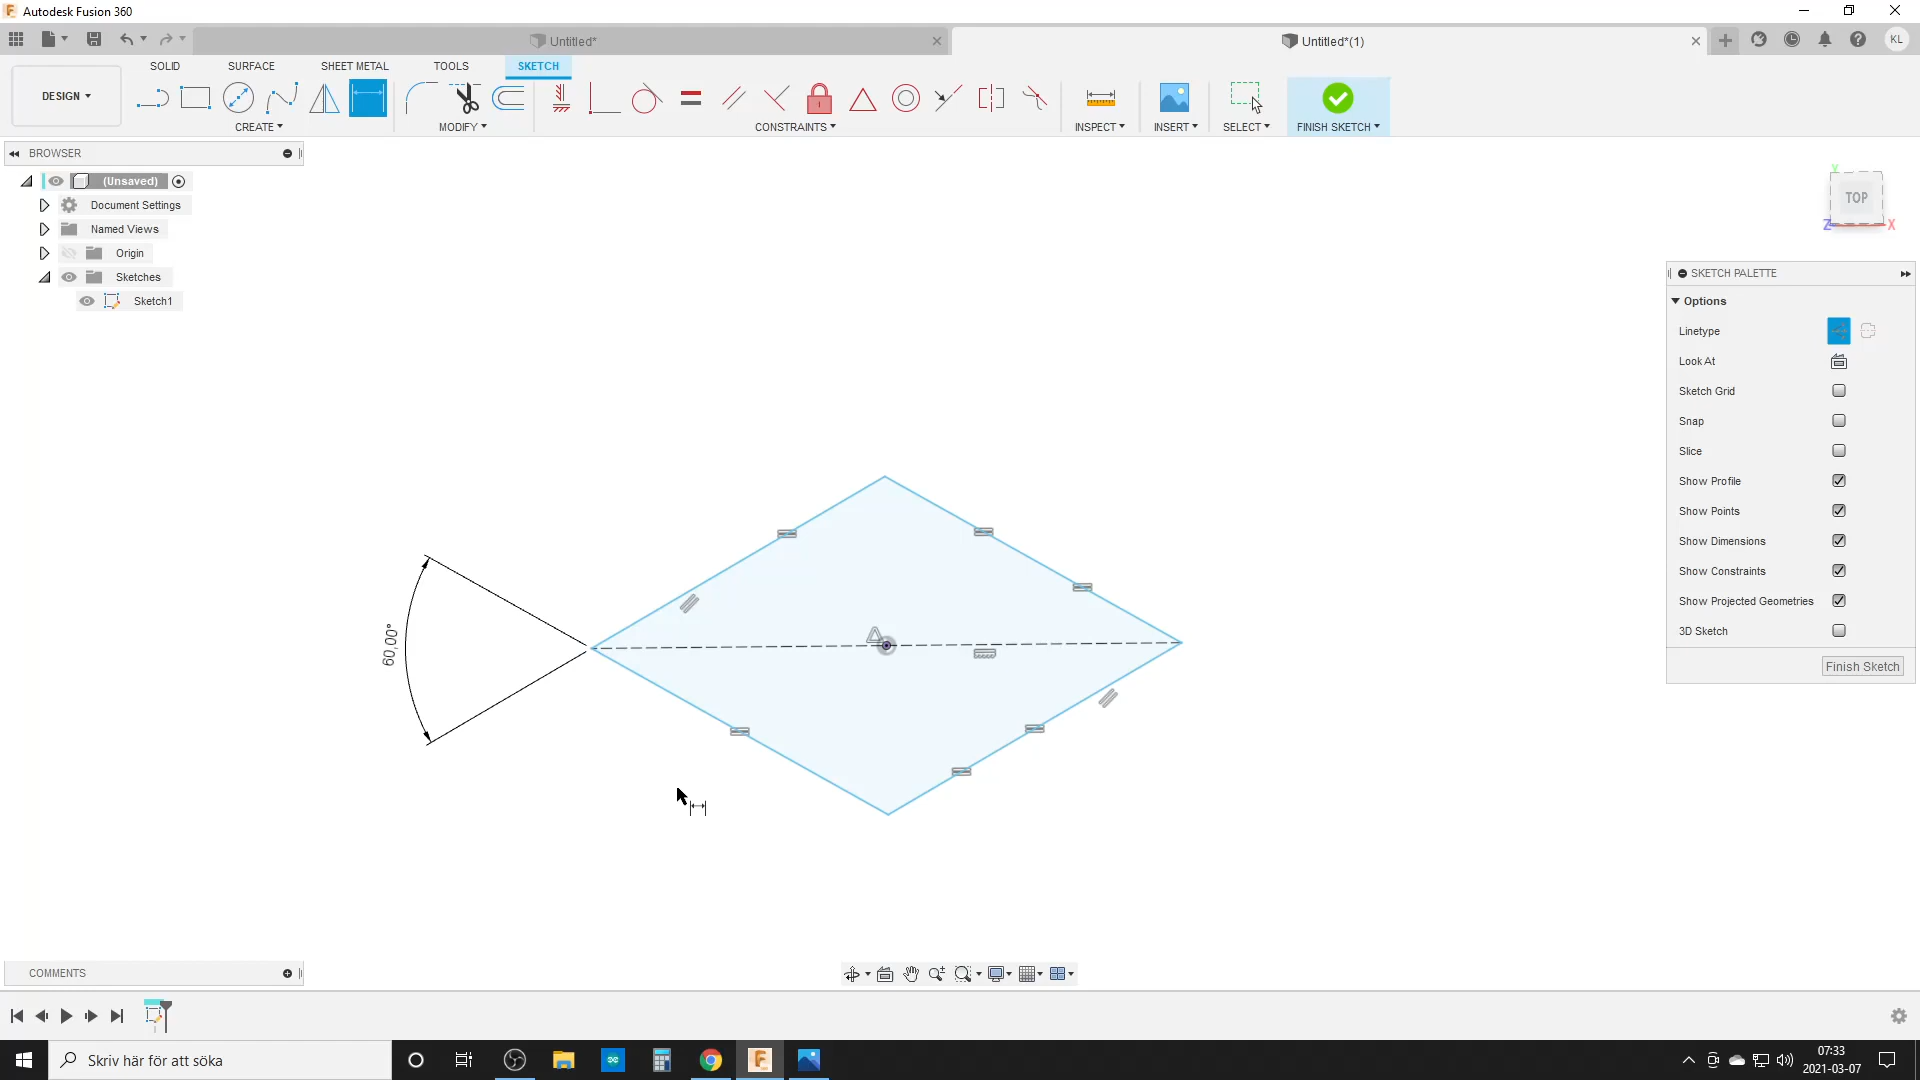 Autodesk Fusion 360
Untitled*
Untitled*(1)
KL
DESIGN
SOLID
SURFACE
SHEET METAL
TOOLS
SKETCH
CREATE
MODIFY
CONSTRAINTS
INSPECT
INSERT
SELECT
FINISH SKETCH
BROWSER
(Unsaved)
Document Settings
Named Views
Origin
Sketches
Sketch1
Y
TOP
Z
X
SKETCH PALETTE
Options
Linetype
Look At
Sketch Grid
Snap
Slice
Show Profile
Show Points
Show Dimensions
Show Constraints
Show Projected Geometries
3D Sketch
Finish Sketch
60,00°
COMMENTS
Skriv här för att söka
07:33
2021-03-07